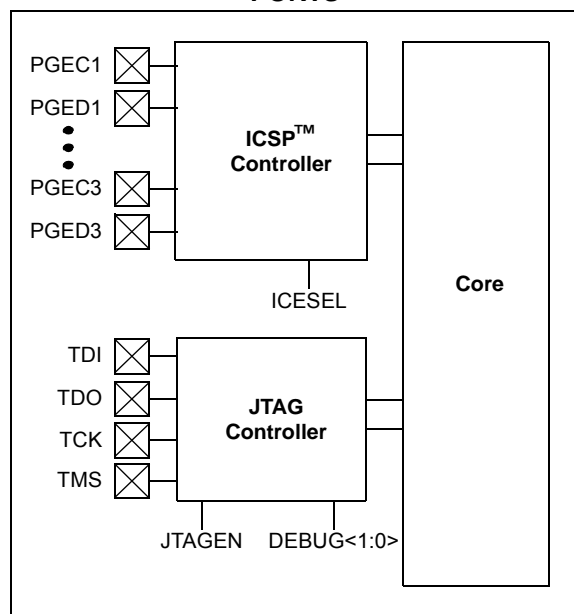 PGEC1
PGED1
ICSP™
Controller
PGEC3
PGED3
ICESEL
Core
TDI
TDO
TCK
TMS
JTAG
Controller
JTAGEN
DEBUG<1:0>